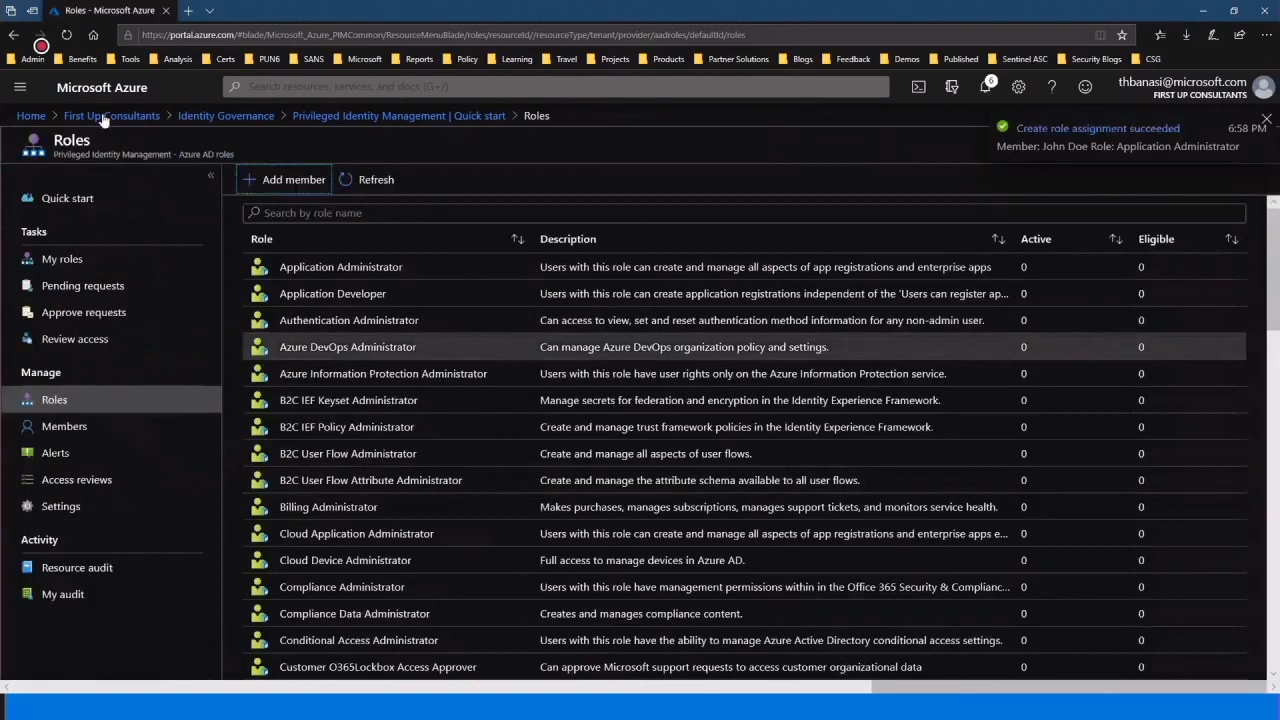 Roles - Microsoft Azure
https://portal.azure.com/#blade/Microsoft_Azure_PIMCommon/ResourceMenuBlade/roles/resourceId//resourceType/tenant/provider/aadroles/defaultId/roles
Admin Benefits Tools Analysis Certs PUN6 SANS Microsoft Reports Policy Learning Travel Projects Products Partner Solutions Blogs Feedback Demos Published Sentinel ASC Security Blogs CSG
Microsoft Azure
Search resources, services, and docs (G+/)
6
thbanasi@microsoft.com
FIRST UP CONSULTANTS
Home > First Up Consultants > Identity Governance > Privileged Identity Management | Quick start > Roles
Roles
Privileged Identity Management - Azure AD roles
Create role assignment succeeded 6:58 PM
Member: John Doe Role: Application Administrator
Quick start
Tasks
My roles
Pending requests
Approve requests
Review access
Manage
Roles
Members
Alerts
Access reviews
Settings
Activity
Resource audit
My audit
Add member Refresh
Search by role name
Role Description Active Eligible
Application Administrator Users with this role can create and manage all aspects of app registrations and enterprise apps 0 0
Application Developer Users with this role can create application registrations independent of the 'Users can register ap... 0 0
Authentication Administrator Can access to view, set and reset authentication method information for any non-admin user. 0 0
Azure DevOps Administrator Can manage Azure DevOps organization policy and settings. 0 0
Azure Information Protection Administrator Users with this role have user rights only on the Azure Information Protection service. 0 0
B2C IEF Keyset Administrator Manage secrets for federation and encryption in the Identity Experience Framework. 0 0
B2C IEF Policy Administrator Create and manage trust framework policies in the Identity Experience Framework. 0 0
B2C User Flow Administrator Create and manage all aspects of user flows. 0 0
B2C User Flow Attribute Administrator Create and manage the attribute schema available to all user flows. 0 0
Billing Administrator Makes purchases, manages subscriptions, manages support tickets, and monitors service health. 0 0
Cloud Application Administrator Users with this role can create and manage all aspects of app registrations and enterprise apps e... 0 0
Cloud Device Administrator Full access to manage devices in Azure AD. 0 0
Compliance Administrator Users with this role have management permissions within in the Office 365 Security & Complianc... 0 0
Compliance Data Administrator Creates and manages compliance content. 0 0
Conditional Access Administrator Users with this role have the ability to manage Azure Active Directory conditional access settings. 0 0
Customer O365Lockbox Access Approver Can approve Microsoft support requests to access customer organizational data 0 0